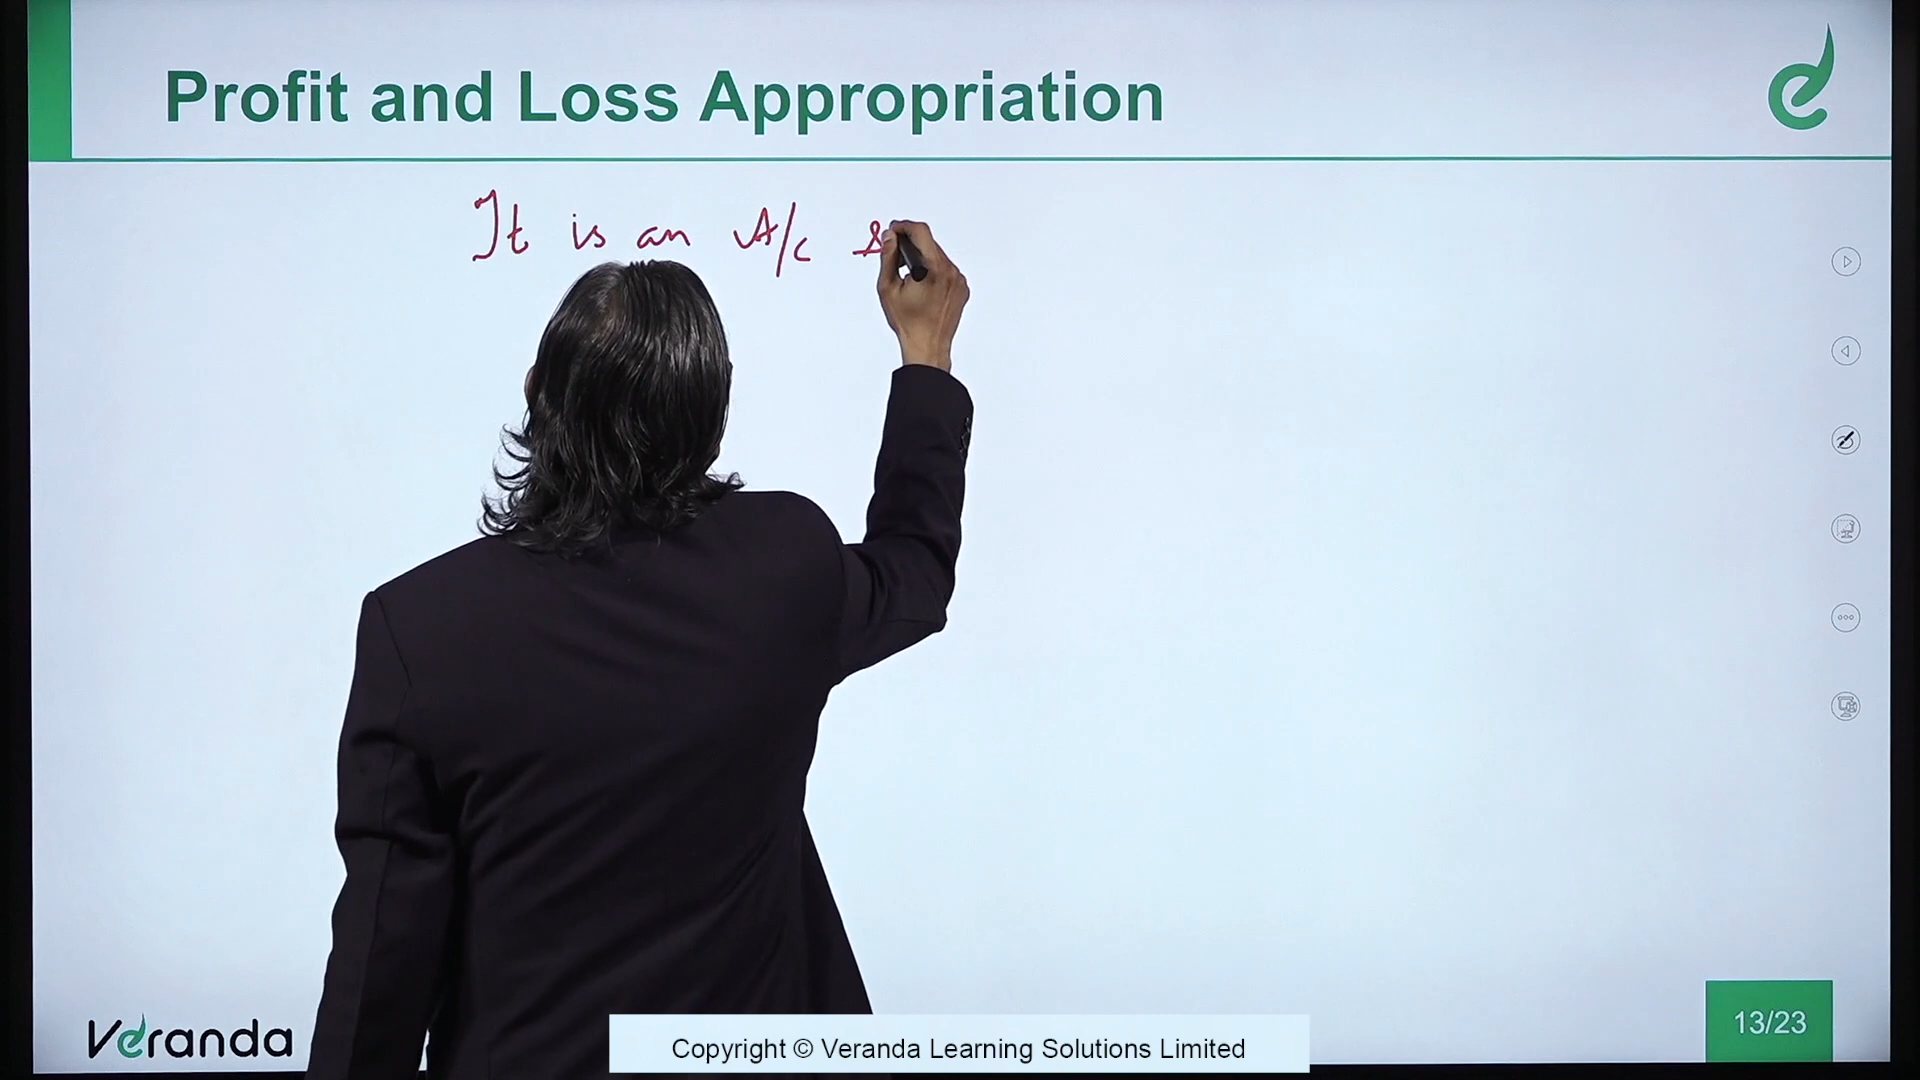 Profit and Loss Appropriation
It is an A/c
Veranda
Copyright © Veranda Learning Solutions Limited
13/23